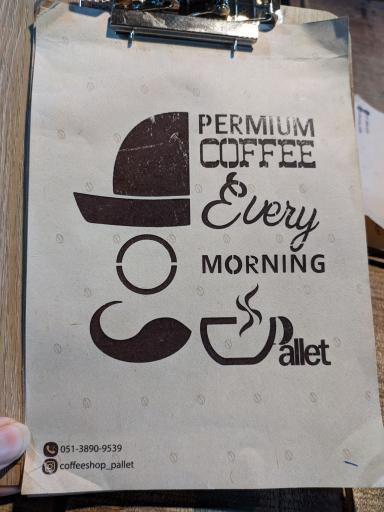 PERMIUM
COFFEE
Every
MORNING
Pallet
051-3890-9539
coffeeshop_pallet